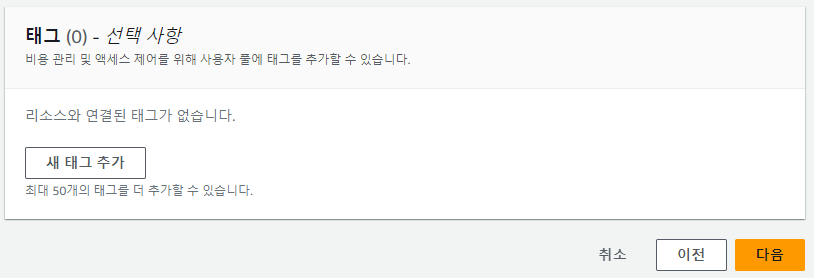 태그 (0) - 선택 사항
비용 관리 및 액세스 제어를 위해 사용자 풀에 태그를 추가할 수 있습니다.
리소스와 연결된 태그가 없습니다.
새 태그 추가
최대 50개의 태그를 더 추가할 수 있습니다.
취소 이전 다음